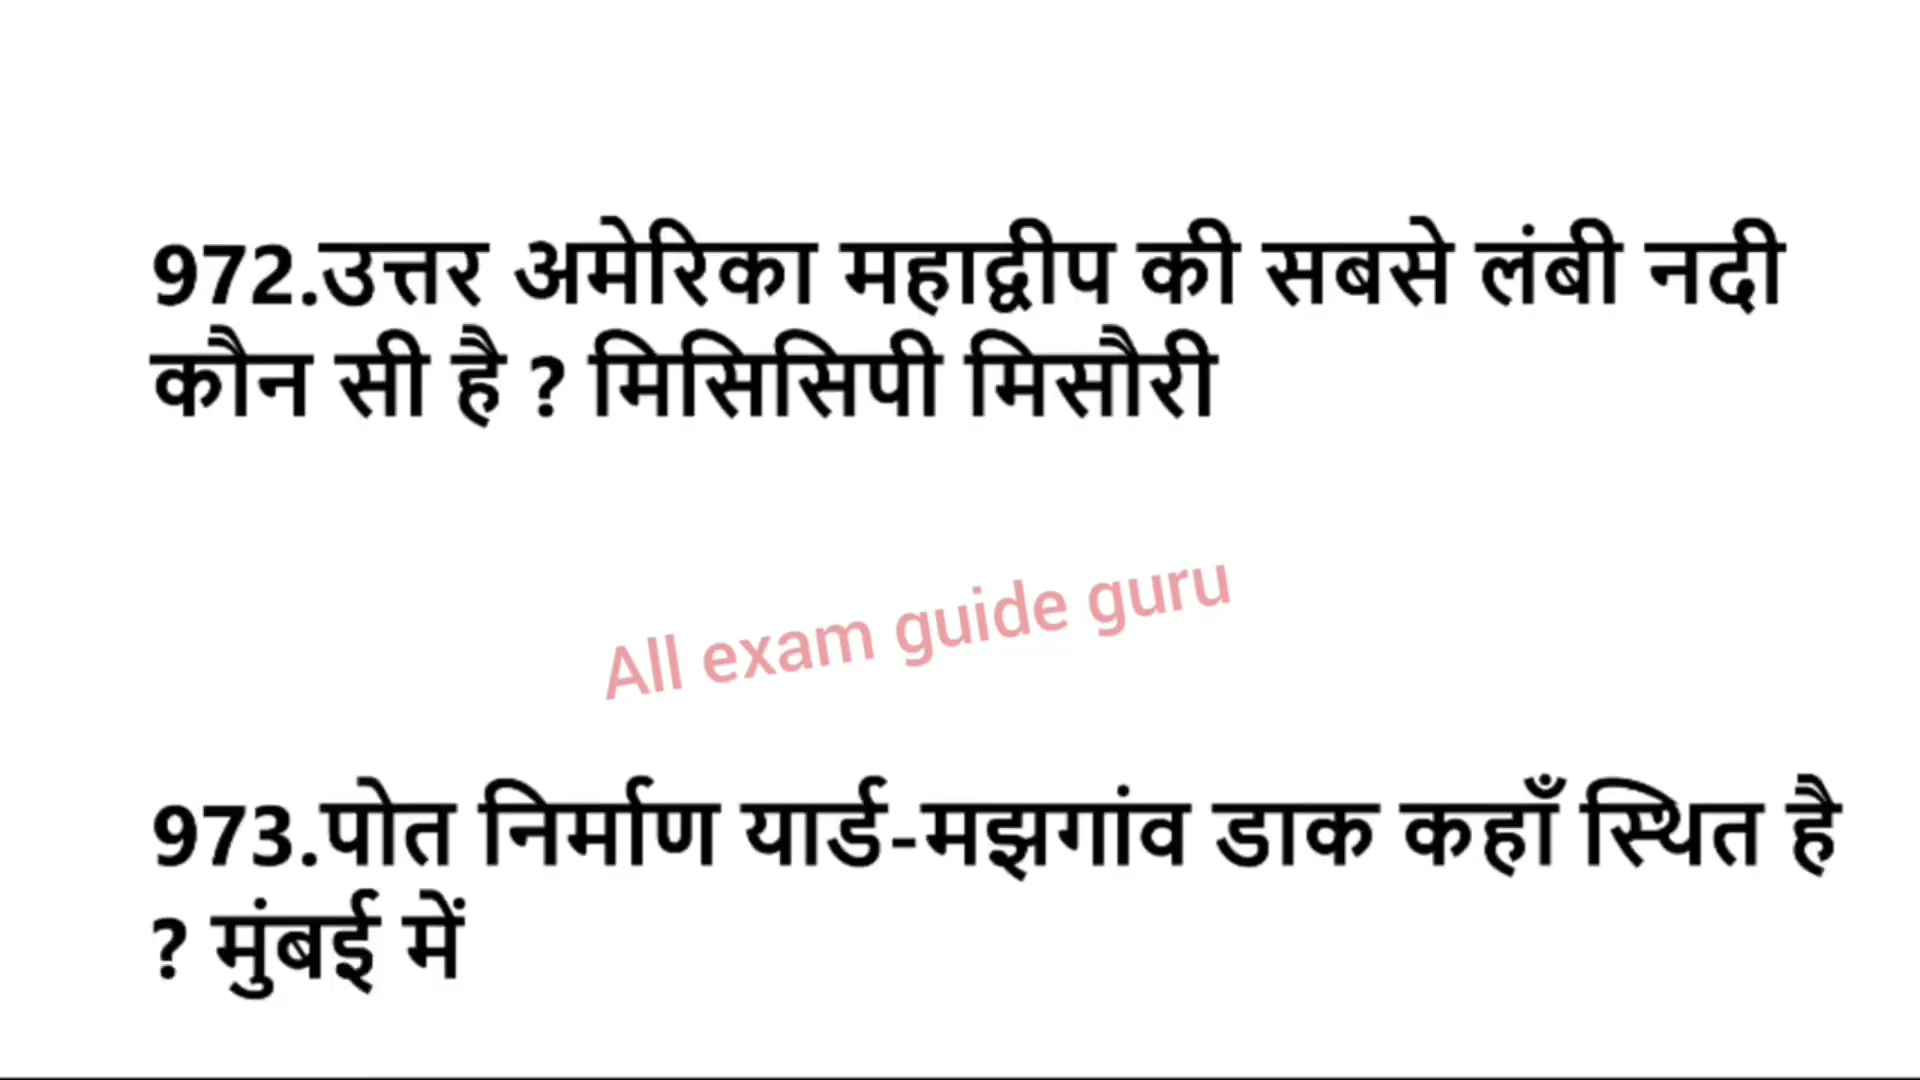 972.उत्तर अमेरिका महाद्वीप की सबसे लंबी नदी
कौन सी है ? मिसिसिपी मिसौरी
All exam guide guru
973.पोत निर्माण यार्ड-मझगांव डाक कहाँ स्थित है
? मुंबई में